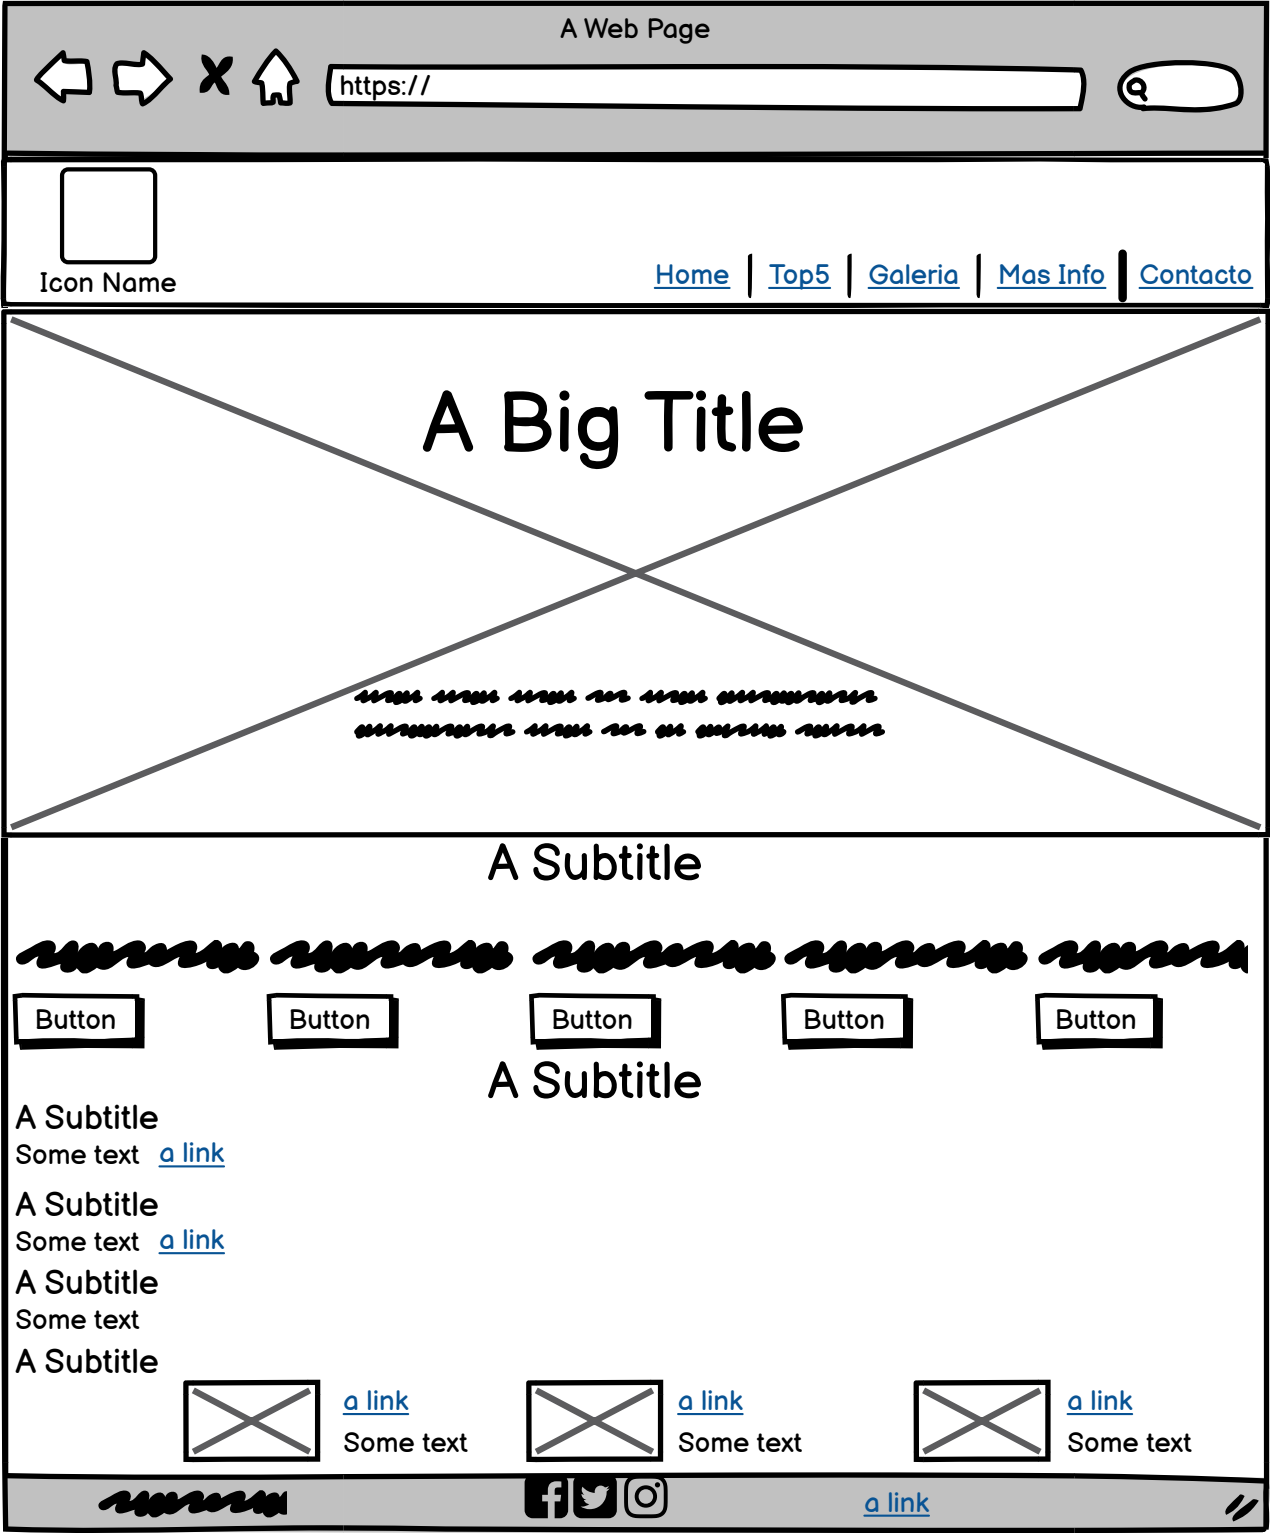 A Web Page
https://
Icon Name
Home Top5 Galeria Mas Info Contacto
A Big Title
A Subtitle
Button Button Button Button Button
A Subtitle
A Subtitle
Some text a link
A Subtitle
Some text a link
A Subtitle
Some text
A Subtitle
a link a link a link
Some text Some text Some text
a link